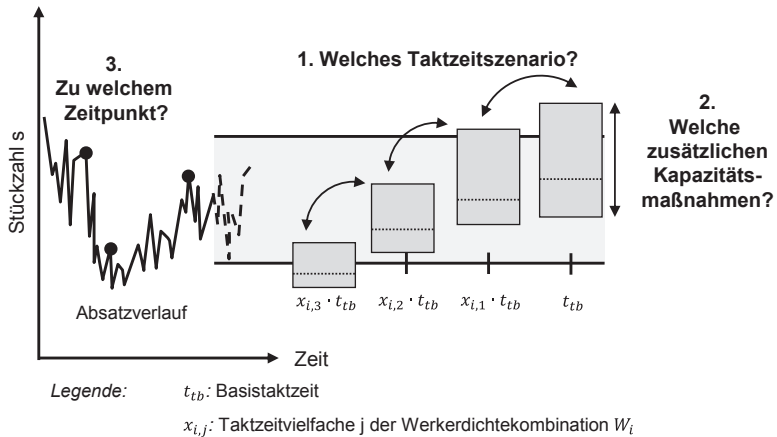 1. Welches Taktzeitszenario?
3.
Zu welchem
Zeitpunkt?
2.
Welche
zusätzlichen
Kapazitäts-
maßnahmen?
Stückzahl s
Absatzverlauf
x_{i,3} · t_{tb}
x_{i,2} · t_{tb}
x_{i,1} · t_{tb}
t_{tb}
Zeit
Legende:
t_{tb}: Basistaktzeit
x_{i,j}: Taktzeitvielfache j der Werkerdichtekombination W_i